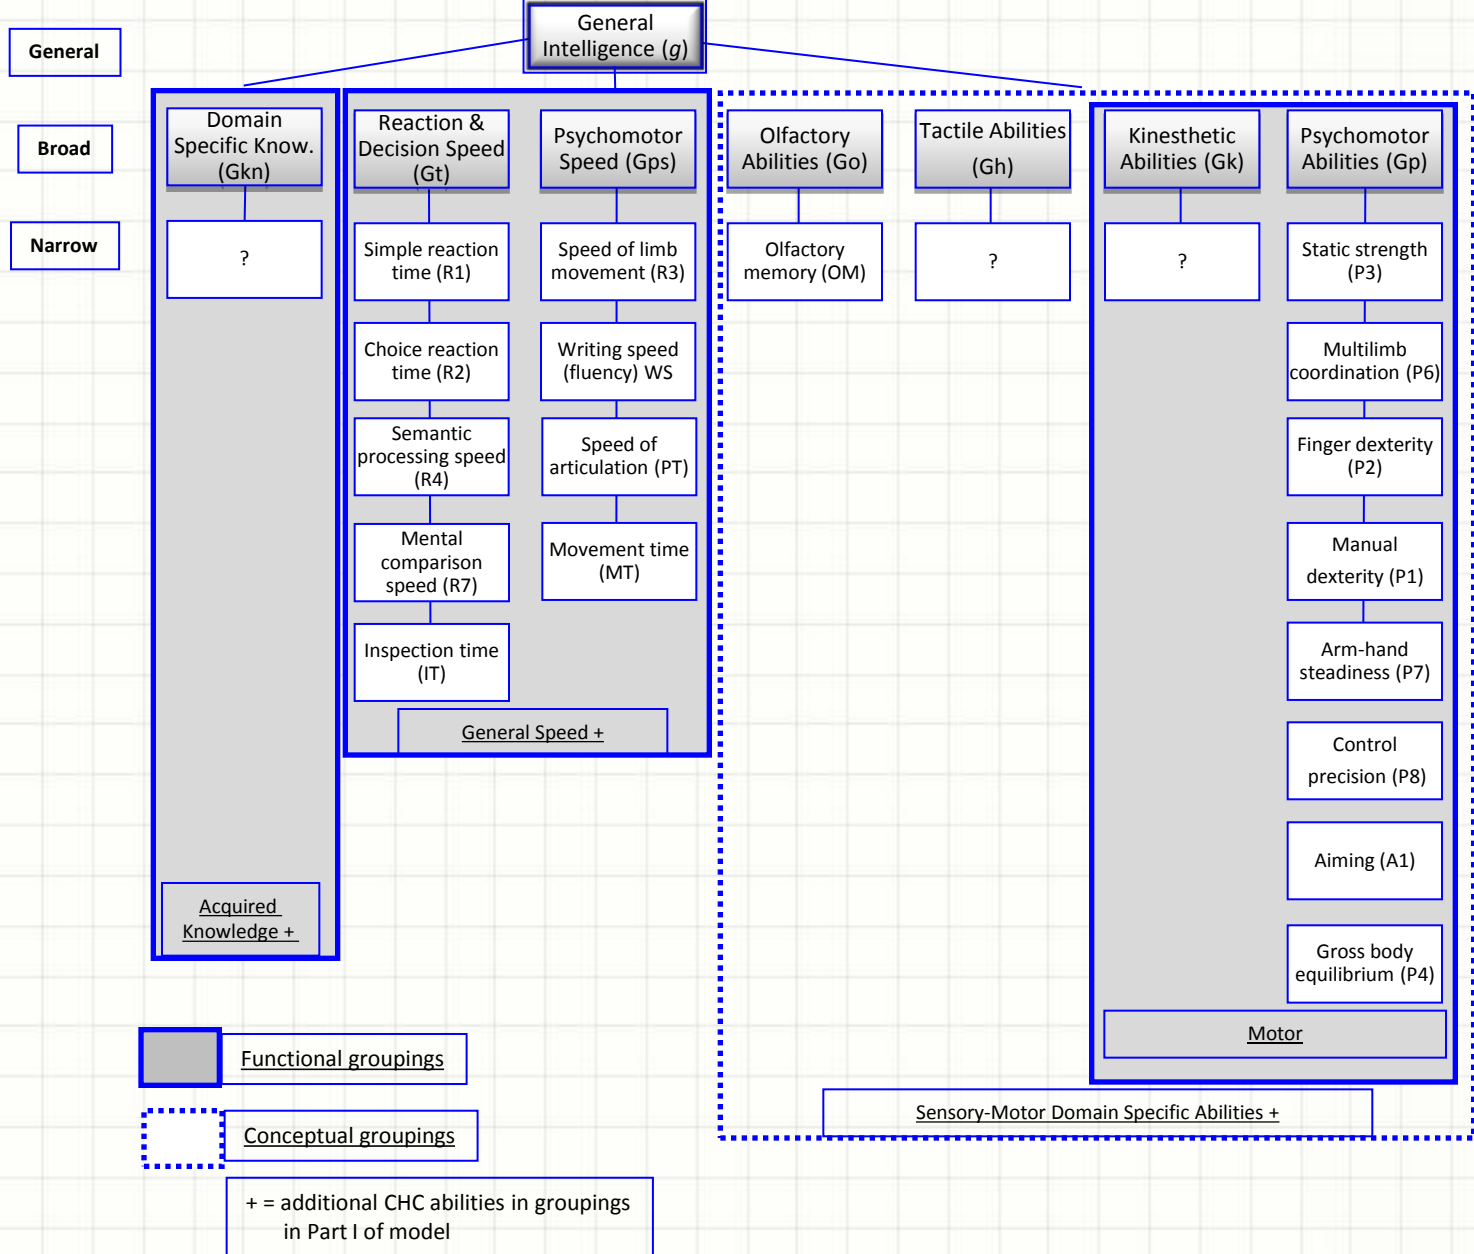 General
Intelligence (g)
General
Broad
Narrow
Domain
Specific Know.
(Gkn)
?
Acquired
Knowledge +
Reaction &
Decision Speed
(Gt)
Simple reaction
time (R1)
Choice reaction
time (R2)
Semantic
processing speed
(R4)
Mental
comparison
speed (R7)
Inspection time
(IT)
Psychomotor
Speed (Gps)
Speed of limb
movement (R3)
Writing speed
(fluency) WS
Speed of
articulation (PT)
Movement time
(MT)
General Speed +
Olfactory
Abilities (Go)
Olfactory
memory (OM)
Tactile Abilities
(Gh)
?
Kinesthetic
Abilities (Gk)
?
Psychomotor
Abilities (Gp)
Static strength
(P3)
Multilimb
coordination (P6)
Finger dexterity
(P2)
Manual
dexterity (P1)
Arm-hand
steadiness (P7)
Control
precision (P8)
Aiming (A1)
Gross body
equilibrium (P4)
Motor
Sensory-Motor Domain Specific Abilities +
Functional groupings
Conceptual groupings
+ = additional CHC abilities in groupings
in Part I of model